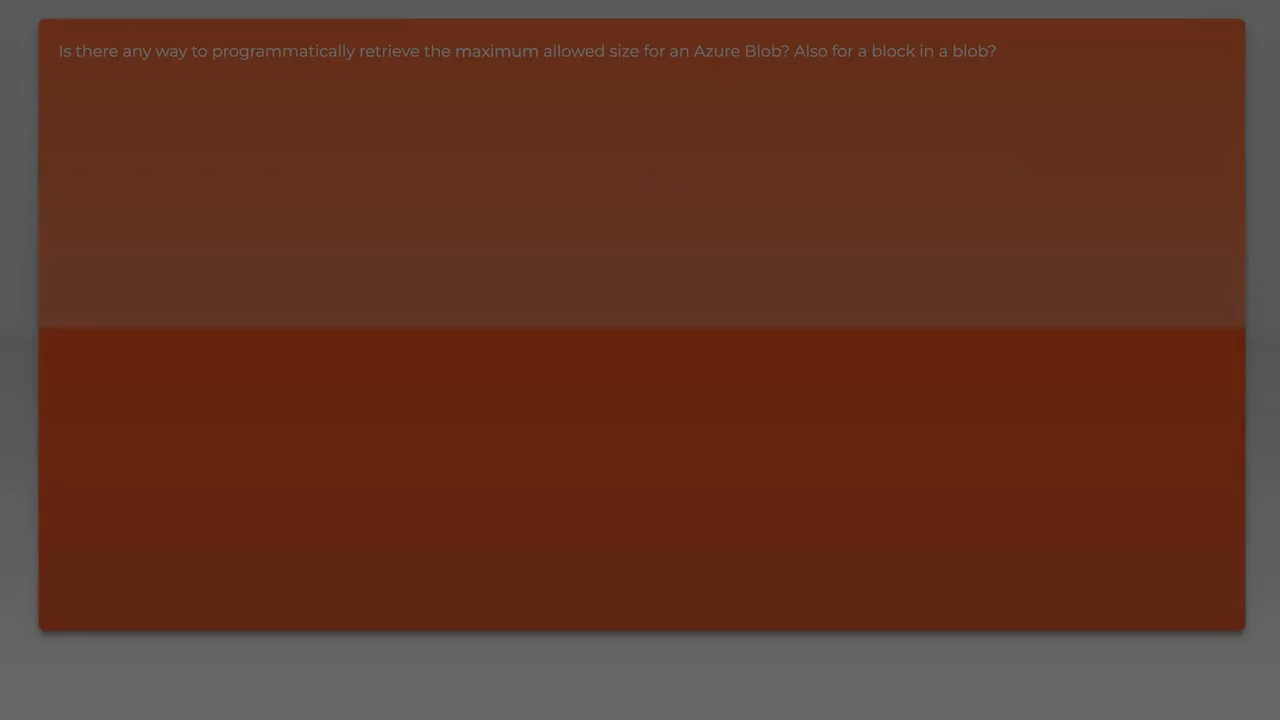 Is there any way to programmatically retrieve the maximum allowed size for an Azure Blob? Also for a block in a blob?